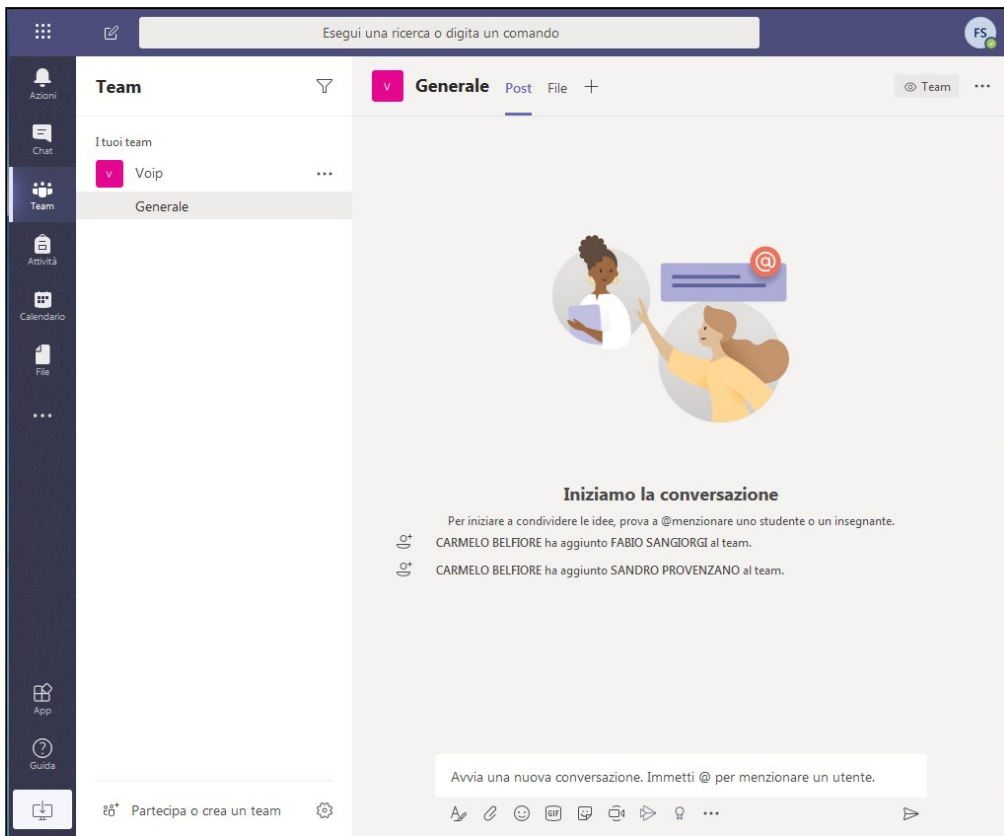 Esegui una ricerca o digita un comando
FS
Azioni
Chat
Team
Attività
Calendario
File
App
Guida
Team
I tuoi team
V Voip
Generale
Partecipa o crea un team
V Generale Post File
Team
@
Iniziamo la conversazione
Per iniziare a condividere le idee, prova a @menzionare uno studente o un insegnante.
CARMELO BELFIORE ha aggiunto FABIO SANGIORGI al team.
CARMELO BELFIORE ha aggiunto SANDRO PROVENZANO al team.
Avvia una nuova conversazione. Immetti @ per menzionare un utente.
GIF